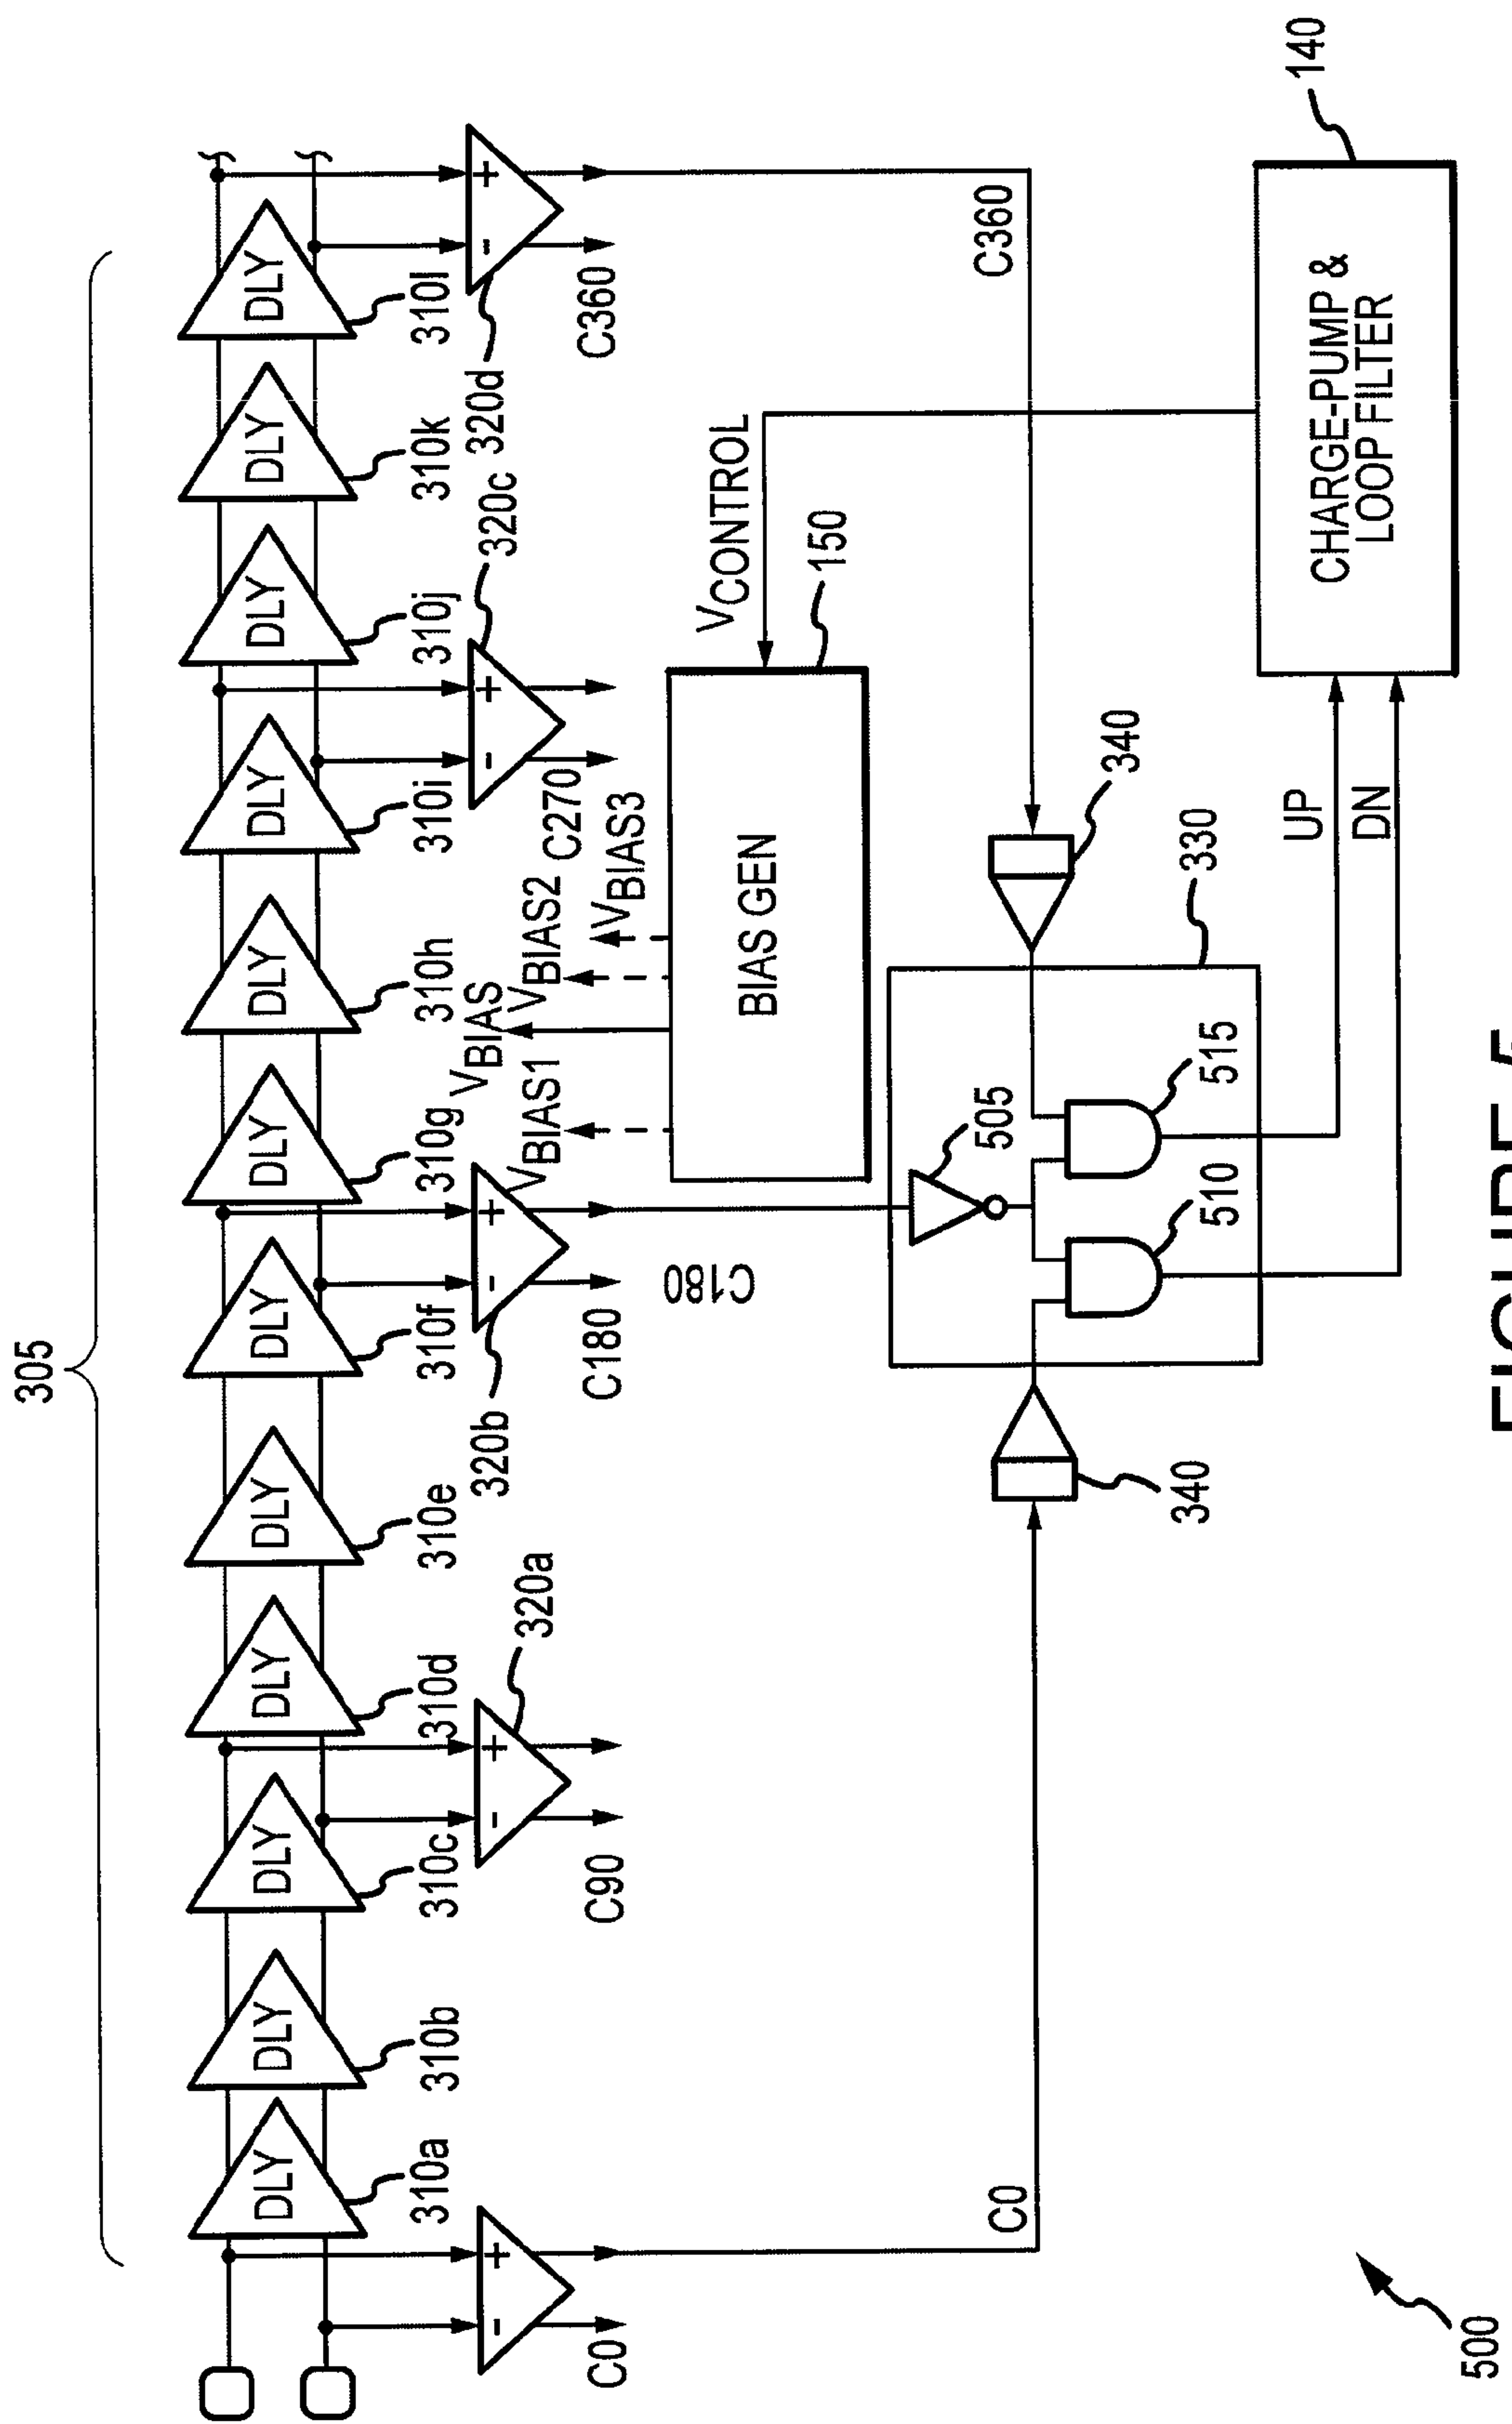 305
DLY
DLY
DLY
DLY
DLY
DLY
DLY
DLY
DLY
DLY
DLY
DLY
310a
310b
310c
310d
310e
310f
310g
310h
310i
310j
310k
310l
- +
- +
- +
- +
- +
320a
320b
320c
320d
C0
C90
C180
C270
C360
VBIAS1
VBIAS
VBIAS2
VBIAS3
VCONTROL
150
BIAS GEN
C180
C0
C360
340
340
505
510
515
330
UP
DN
CHARGE-PUMP &
LOOP FILTER
140
500